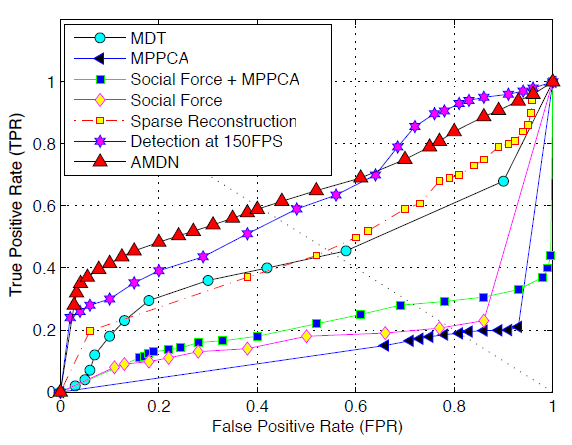 MDT
MPPCA
Social Force + MPPCA
Social Force
Sparse Reconstruction
Detection at 150FPS
AMDN
1
0.8
0.6
0.4
0.2
0
0 0.2 0.4 0.6 0.8 1
True Positive Rate (TPR)
False Positive Rate (FPR)